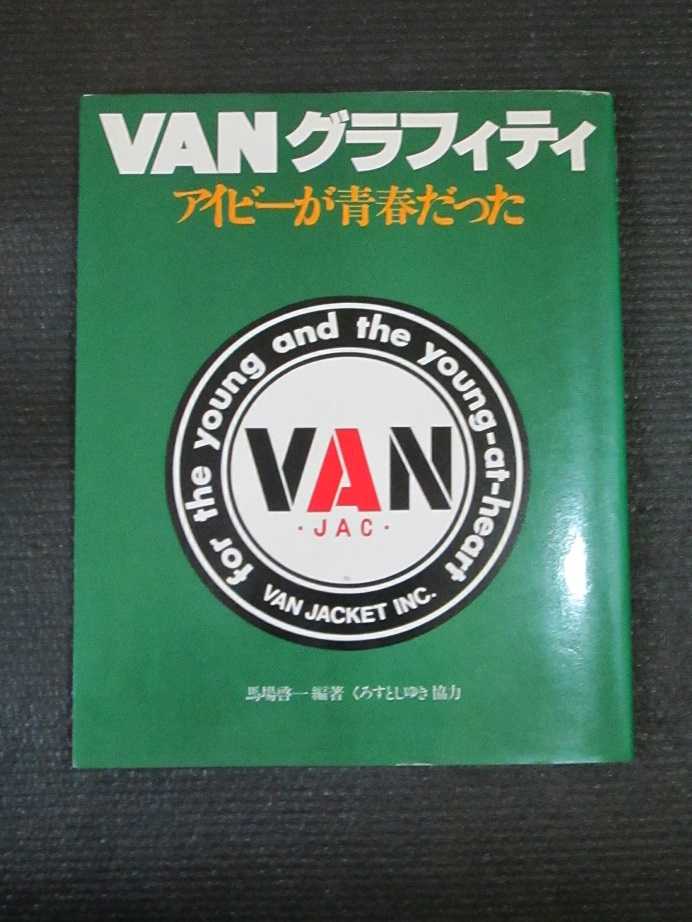 VANグラフィティ
アイビーが青春だった
for the young and the young-at-heart
VAN
・JAC・
VAN JACKET INC.
馬場啓一 編著 くろすとしゆき 協力